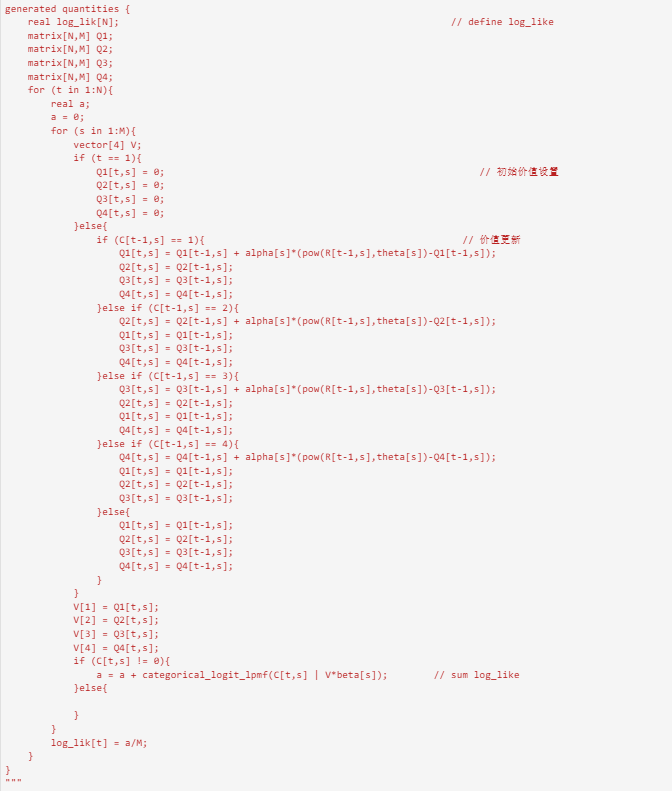 generated quantities {
    real log_lik[N];                                                          // define log_like
    matrix[N,M] Q1;
    matrix[N,M] Q2;
    matrix[N,M] Q3;
    matrix[N,M] Q4;
    for (t in 1:N){
        real a;
        a = 0;
        for (s in 1:M){
            vector[4] V;
            if (t == 1){
                Q1[t,s] = 0;                                                       // 初始价值设置
                Q2[t,s] = 0;
                Q3[t,s] = 0;
                Q4[t,s] = 0;
            }else{
                if (C[t-1,s] == 1){                                             // 价值更新
                    Q1[t,s] = Q1[t-1,s] + alpha[s]*(pow(R[t-1,s],theta[s])-Q1[t-1,s]);
                    Q2[t,s] = Q2[t-1,s];
                    Q3[t,s] = Q3[t-1,s];
                    Q4[t,s] = Q4[t-1,s];
                }else if (C[t-1,s] == 2){
                    Q2[t,s] = Q2[t-1,s] + alpha[s]*(pow(R[t-1,s],theta[s])-Q2[t-1,s]);
                    Q1[t,s] = Q1[t-1,s];
                    Q3[t,s] = Q3[t-1,s];
                    Q4[t,s] = Q4[t-1,s];
                }else if (C[t-1,s] == 3){
                    Q3[t,s] = Q3[t-1,s] + alpha[s]*(pow(R[t-1,s],theta[s])-Q3[t-1,s]);
                    Q2[t,s] = Q2[t-1,s];
                    Q1[t,s] = Q1[t-1,s];
                    Q4[t,s] = Q4[t-1,s];
                }else if (C[t-1,s] == 4){
                    Q4[t,s] = Q4[t-1,s] + alpha[s]*(pow(R[t-1,s],theta[s])-Q4[t-1,s]);
                    Q1[t,s] = Q1[t-1,s];
                    Q2[t,s] = Q2[t-1,s];
                    Q3[t,s] = Q3[t-1,s];
                }else{
                    Q1[t,s] = Q1[t-1,s];
                    Q2[t,s] = Q2[t-1,s];
                    Q3[t,s] = Q3[t-1,s];
                    Q4[t,s] = Q4[t-1,s];
                }
            }
            V[1] = Q1[t,s];
            V[2] = Q2[t,s];
            V[3] = Q3[t,s];
            V[4] = Q4[t,s];
            if (C[t,s] != 0){
                a = a + categorical_logit_lpmf(C[t,s] | V*beta[s]);        // sum log_like
            }else{

            }
        }
        log_lik[t] = a/M;
    }
}
"""